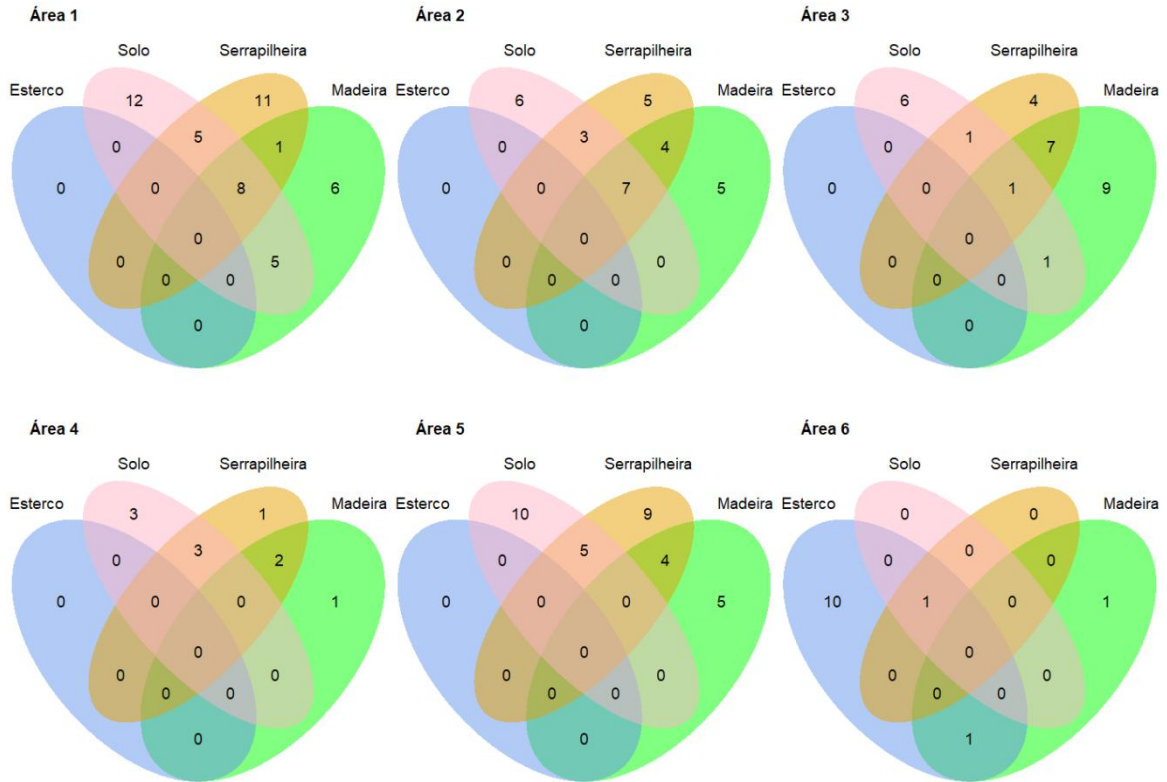 Área 1
Solo Serrapilheira
Esterco Madeira
12 11
0 5 1
0 0 8 6
0
0 0 0 5
0
Área 2
Solo Serrapilheira
Esterco Madeira
6 5
0 3 4
0 0 7 5
0
0 0 0 0
0
Área 3
Solo Serrapilheira
Esterco Madeira
6 4
0 1 7
0 0 1 9
0
0 0 0 1
0
Área 4
Solo Serrapilheira
Esterco Madeira
3 1
0 3 2
0 0 0 1
0
0 0 0 0
0
Área 5
Solo Serrapilheira
Esterco Madeira
10 9
0 5 4
0 0 0 5
0
0 0 0 0
0
Área 6
Solo Serrapilheira
Esterco Madeira
0 0
0 0 0
10 1 0 1
0
0 0 0 0
1